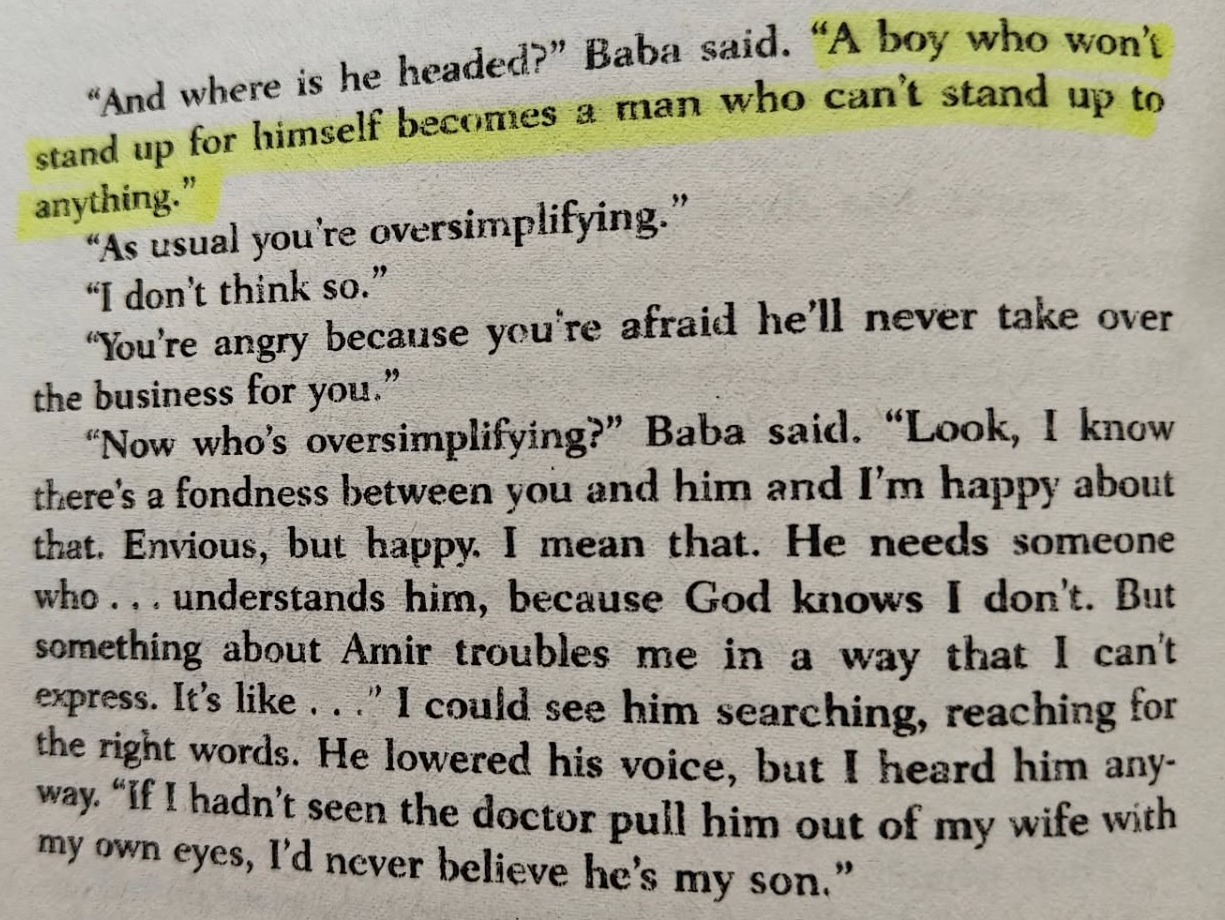 “And where is he headed?” Baba said. “A boy who won’t
stand up for himself becomes a man who can’t stand up to
anything.”
“As usual you’re oversimplifying.”
“I don’t think so.”
“You’re angry because you’re afraid he’ll never take over
the business for you.”
“Now who’s oversimplifying?” Baba said. “Look, I know
there’s a fondness between you and him and I’m happy about
that. Envious, but happy. I mean that. He needs someone
who . . . understands him, because God knows I don’t. But
something about Amir troubles me in a way that I can’t
express. It’s like . . .” I could see him searching, reaching for
the right words. He lowered his voice, but I heard him any-
way. “If I hadn’t seen the doctor pull him out of my wife with
my own eyes, I’d never believe he’s my son.”